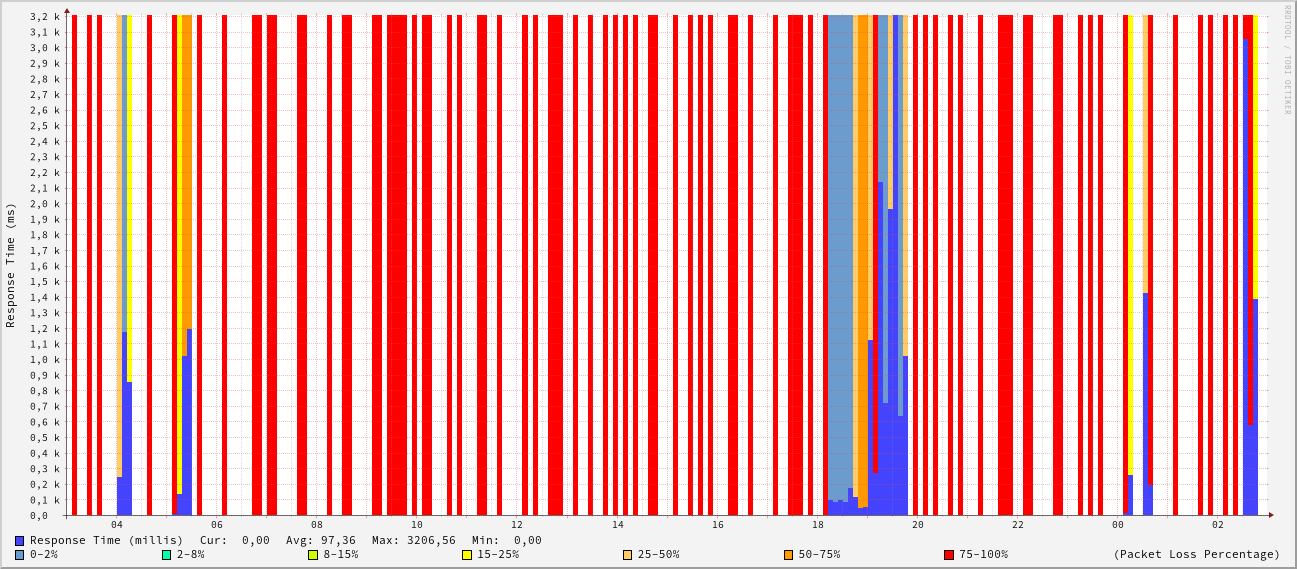 RRDTOOL / TOBI OETIKER
Response Time (ms)
3,2 k
3,1 k
3,0 k
2,9 k
2,8 k
2,7 k
2,6 k
2,5 k
2,4 k
2,3 k
2,2 k
2,1 k
2,0 k
1,9 k
1,8 k
1,7 k
1,6 k
1,5 k
1,4 k
1,3 k
1,2 k
1,1 k
1,0 k
0,9 k
0,8 k
0,7 k
0,6 k
0,5 k
0,4 k
0,3 k
0,2 k
0,1 k
0,0
04 06 08 10 12 14 16 18 20 22 00 02
Response Time (millis) Cur: 0,00 Avg: 97,36 Max: 3206,56 Min: 0,00
0-2% 2-8% 8-15% 15-25% 25-50% 50-75% 75-100% (Packet Loss Percentage)